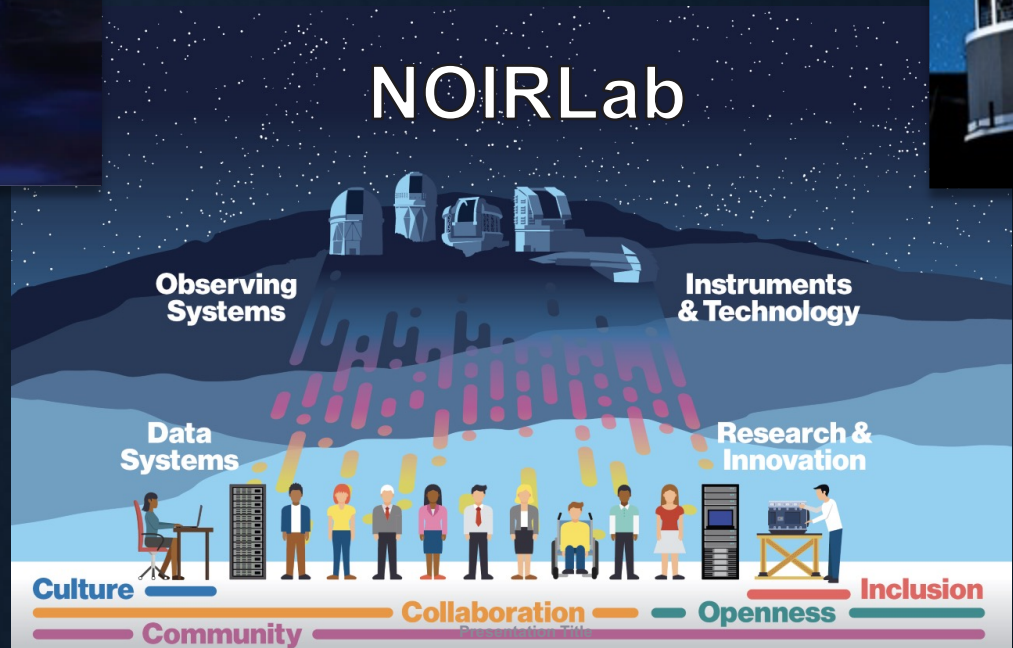 NOIRLab
Observing
Systems
Instruments
& Technology
Data
Systems
Research &
Innovation
Culture
Inclusion
Collaboration
Openness
Community
Presentation Title